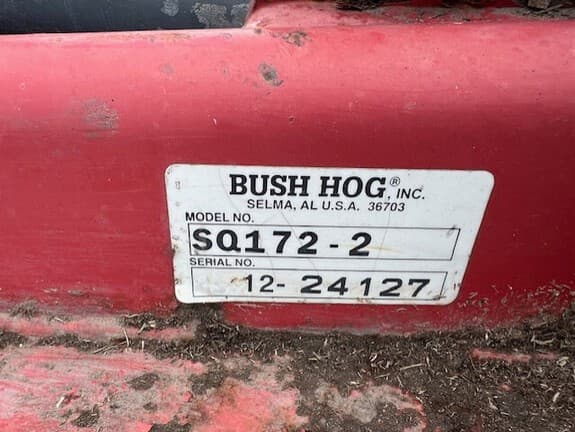 BUSH HOG®, INC.
SELMA, AL U.S.A. 36703
MODEL NO.
SQ172-2
SERIAL NO.
12-24127